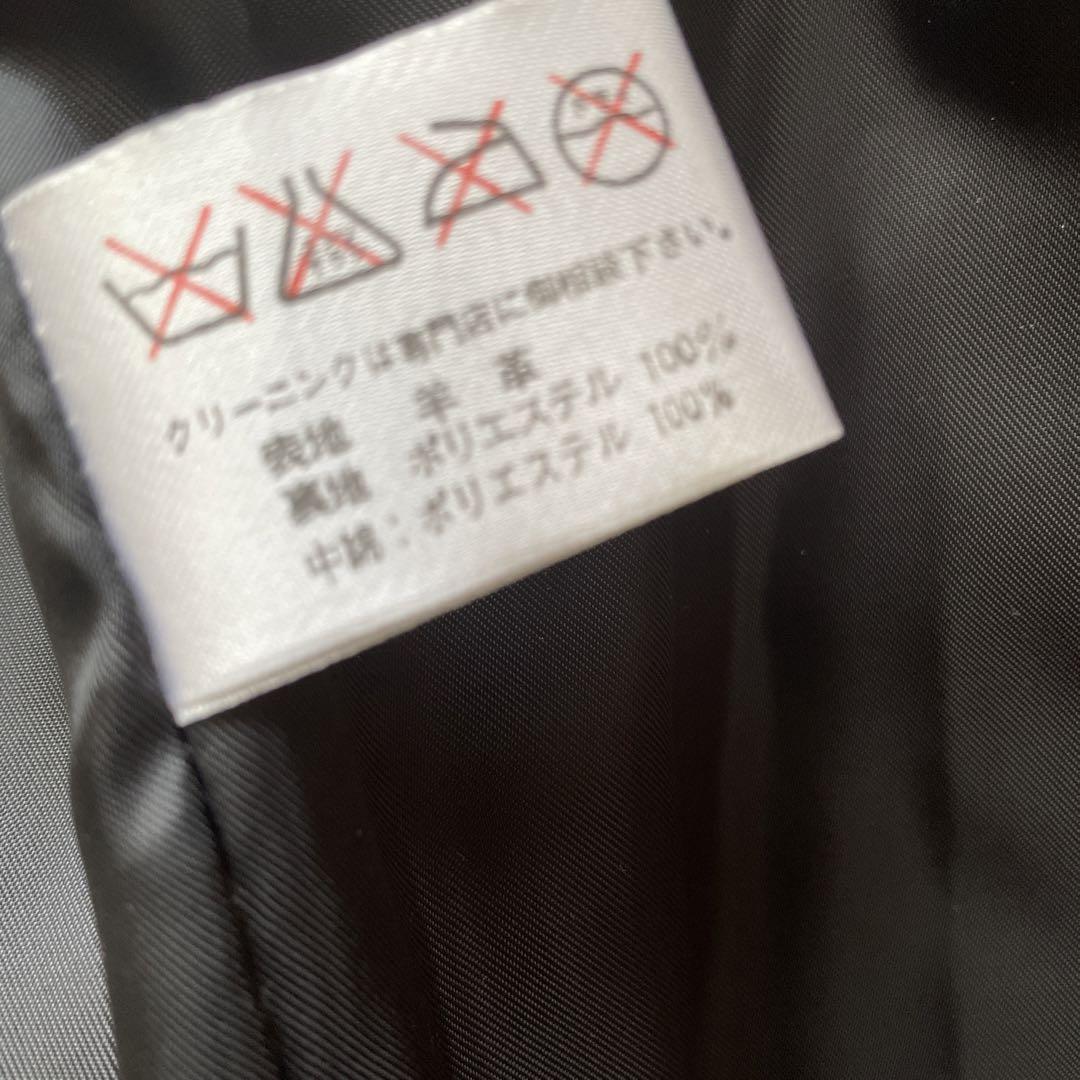 クリーニングは専門店に御相談下さい。
表地 羊 革
裏地 ポリエステル 100%
中綿:ポリエステル 100%